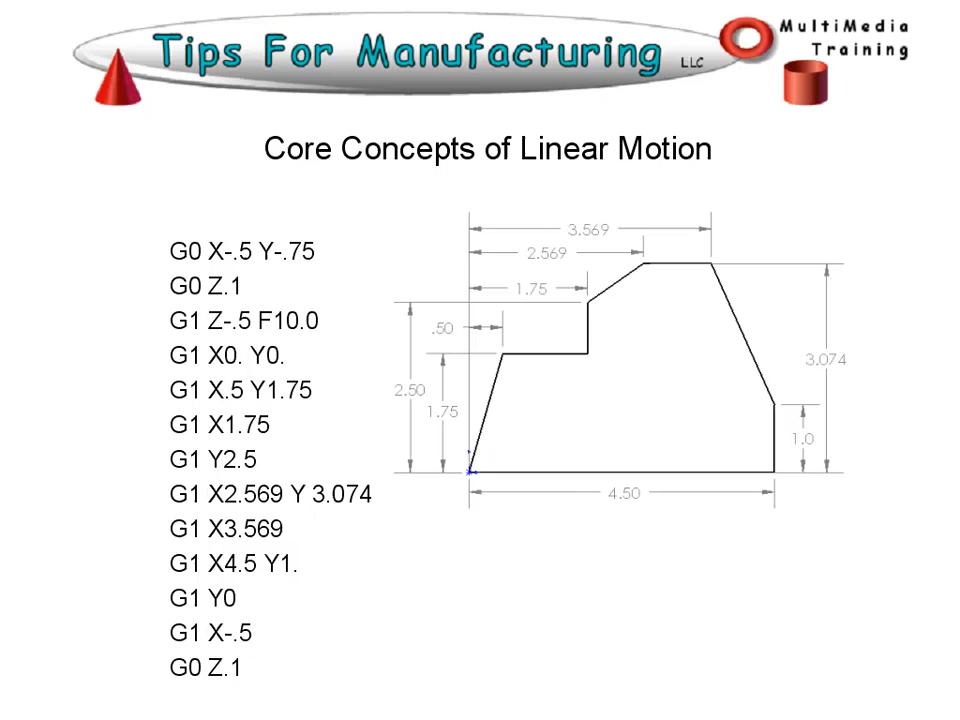 Tips For Manufacturing LLC
MultiMedia
Training
Core Concepts of Linear Motion
G0 X-.5 Y-.75
G0 Z.1
G1 Z-.5 F10.0
G1 X0. Y0.
G1 X.5 Y1.75
G1 X1.75
G1 Y2.5
G1 X2.569 Y 3.074
G1 X3.569
G1 X4.5 Y1.
G1 Y0
G1 X-.5
G0 Z.1
3.569
2.569
1.75
.50
3.074
2.50
1.75
1.0
4.50